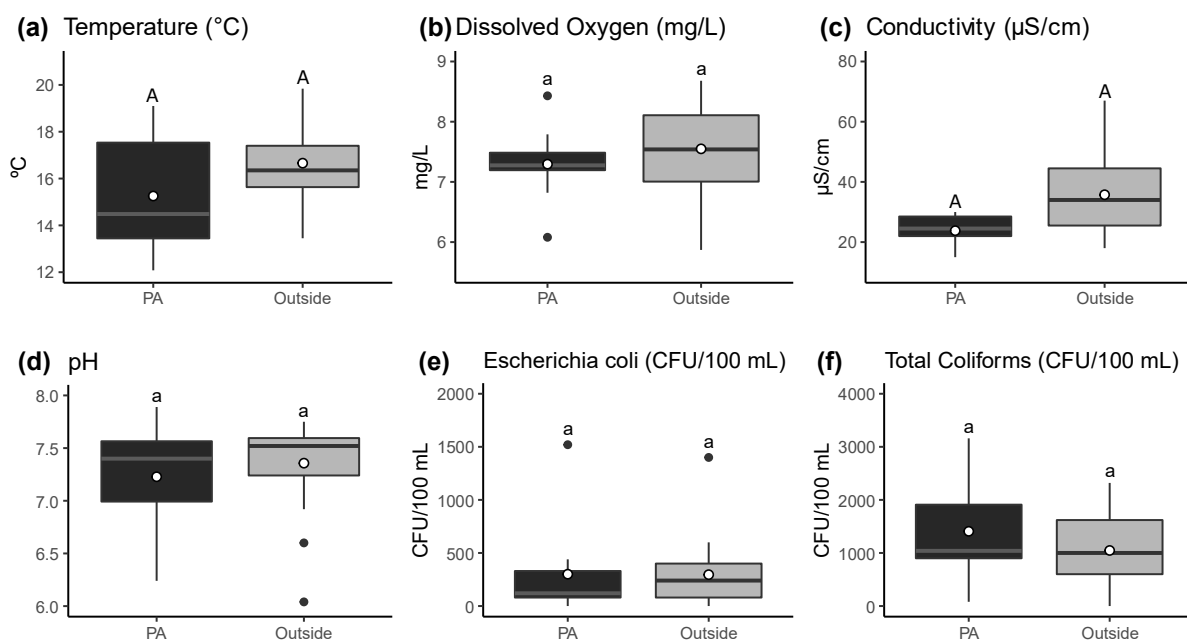 (a) Temperature (°C)
20
18
16
14
12
ºC
A
A
PA
Outside
(b) Dissolved Oxygen (mg/L)
9
8
7
6
mg/L
a
a
PA
Outside
(c) Conductivity (µS/cm)
80
60
40
20
µS/cm
A
A
PA
Outside
(d) pH
8.0
7.5
7.0
6.5
6.0
a
a
PA
Outside
(e) Escherichia coli (CFU/100 mL)
2000
1500
1000
500
0
CFU/100 mL
a
a
PA
Outside
(f) Total Coliforms (CFU/100 mL)
4000
3000
2000
1000
0
CFU/100 mL
a
a
PA
Outside